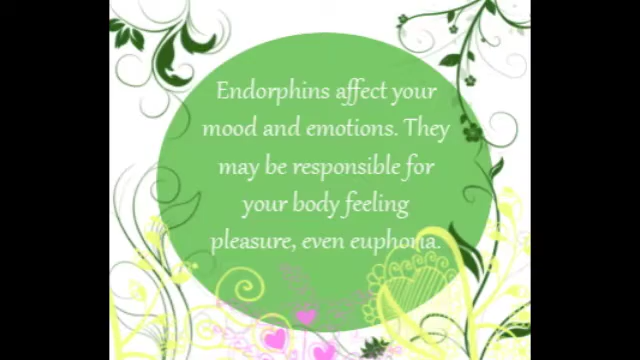 Endorphins affect your
mood and emotions. They
may be responsible for
your body feeling
pleasure, even euphoria.